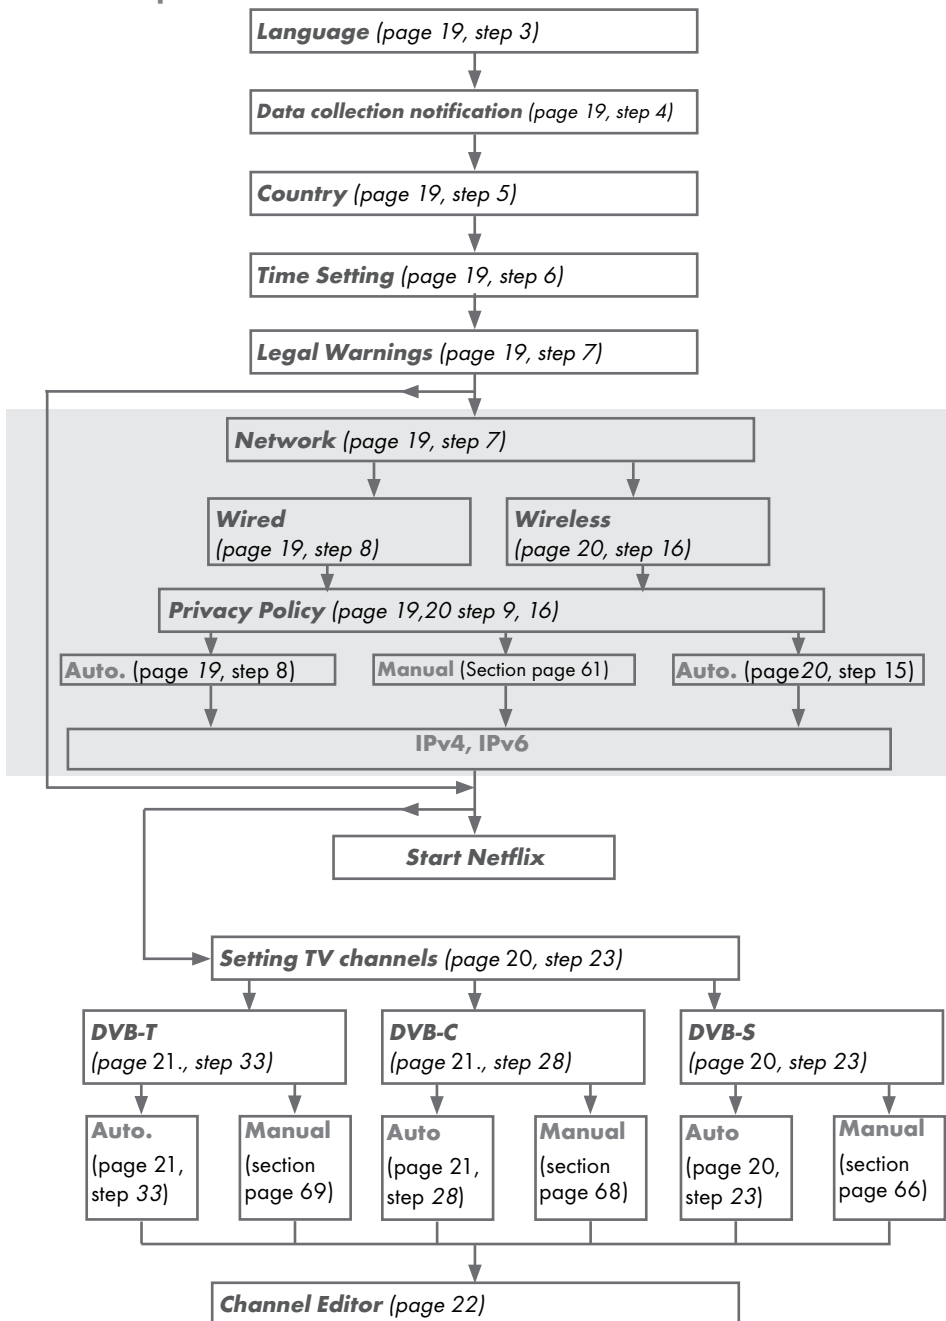 Language (page 19, step 3)
Data collection notification (page 19, step 4)
Country (page 19, step 5)
Time Setting (page 19, step 6)
Legal Warnings (page 19, step 7)
Network (page 19, step 7)
Wired
(page 19, step 8)
Wireless
(page 20, step 16)
Privacy Policy (page 19,20 step 9, 16)
Auto. (page 19, step 8)
Manual (Section page 61)
Auto. (page20, step 15)
IPv4, IPv6
Start Netflix
Setting TV channels (page 20, step 23)
DVB-T
(page 21., step 33)
DVB-C
(page 21., step 28)
DVB-S
(page 20, step 23)
Auto.
(page 21,
step 33)
Manual
(section
page 69)
Auto
(page 21,
step 28)
Manual
(section
page 68)
Auto
(page 20,
step 23)
Manual
(section
page 66)
Channel Editor (page 22)